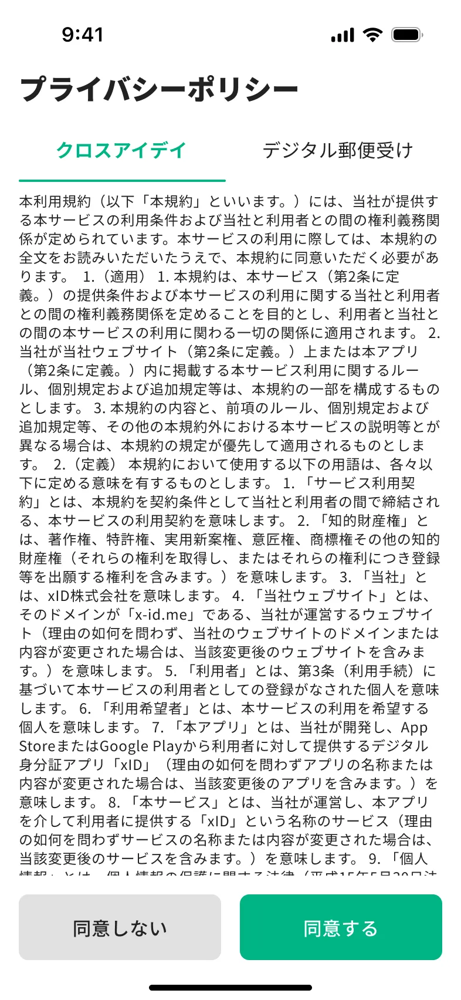 9:41
プライバシーポリシー
クロスアイデイ
デジタル郵便受け
本利用規約（以下「本規約」といいます。）には、当社が提供す
る本サービスの利用条件および当社と利用者との間の権利義務関
係が定められています。本サービスの利用に際しては、本規約の
全文をお読みいただいたうえで、本規約に同意いただく必要があ
ります。 1.（適用） 1. 本規約は、本サービス（第2条に定
義。）の提供条件および本サービスの利用に関する当社と利用者
との間の権利義務関係を定めることを目的とし、利用者と当社と
の間の本サービスの利用に関わる一切の関係に適用されます。 2.
当社が当社ウェブサイト（第2条に定義。）上または本アプリ
（第2条に定義。）内に掲載する本サービス利用に関するルー
ル、個別規定および追加規定等は、本規約の一部を構成するもの
とします。 3. 本規約の内容と、前項のルール、個別規定および
追加規定等、その他の本規約外における本サービスの説明等とが
異なる場合は、本規約の規定が優先して適用されるものとしま
す。 2.（定義） 本規約において使用する以下の用語は、各々以
下に定める意味を有するものとします。 1. 「サービス利用契
約」とは、本規約を契約条件として当社と利用者の間で締結され
る、本サービスの利用契約を意味します。 2. 「知的財産権」と
は、著作権、特許権、実用新案権、意匠権、商標権その他の知的
財産権（それらの権利を取得し、またはそれらの権利につき登録
等を出願する権利を含みます。）を意味します。 3. 「当社」と
は、xID株式会社を意味します。 4. 「当社ウェブサイト」とは、
そのドメインが「x-id.me」である、当社が運営するウェブサイ
ト（理由の如何を問わず、当社のウェブサイトのドメインまたは
内容が変更された場合は、当該変更後のウェブサイトを含みま
す。）を意味します。 5. 「利用者」とは、第3条（利用手続）に
基づいて本サービスの利用者としての登録がなされた個人を意味
します。 6. 「利用希望者」とは、本サービスの利用を希望する
個人を意味します。 7. 「本アプリ」とは、当社が開発し、App
StoreまたはGoogle Playから利用者に対して提供するデジタル
身分証アプリ「xID」（理由の如何を問わずアプリの名称または
内容が変更された場合は、当該変更後のアプリを含みます。）を
意味します。 8. 「本サービス」とは、当社が運営し、本アプリ
を介して利用者に提供する「xID」という名称のサービス（理由
の如何を問わずサービスの名称または内容が変更された場合は、
当該変更後のサービスを含みます。）を意味します。 9. 「個人
情報」とは、個人情報の保護に関する法律（平成15年5月30日法
同意しない
同意する